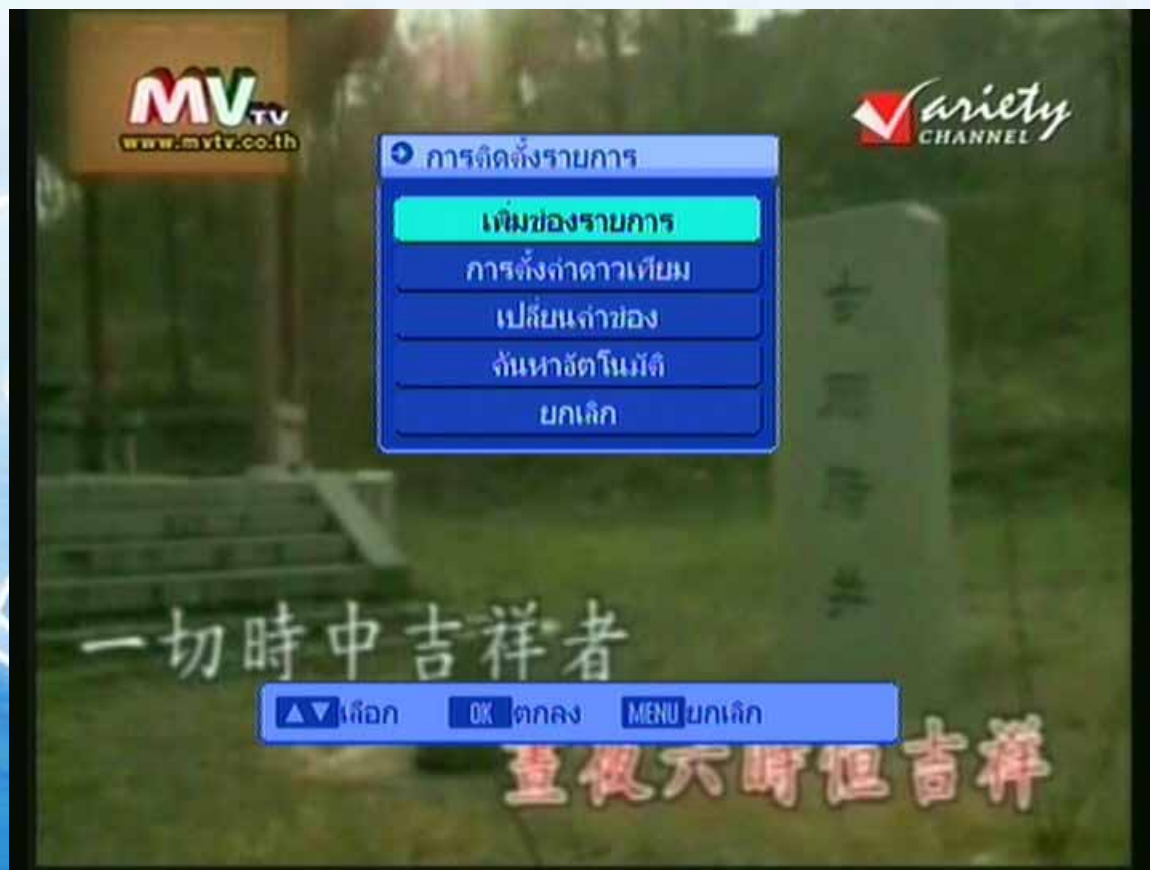 MVTV
www.mvtv.co.th
Variety
CHANNEL
การติดตั้งรายการ
เพิ่มช่องรายการ
การตั้งค่าดาวเทียม
เปลี่ยนค่าช่อง
ค้นหาอัตโนมัติ
ยกเลิก
一切時中吉祥者
▲▼เลือก OK ตกลง MENU ยกเลิก
晝夜六時恒吉祥